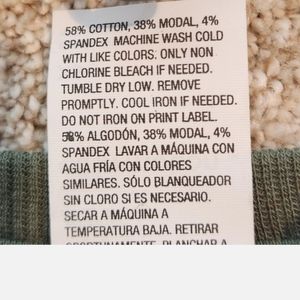 58% COTTON, 38% MODAL, 4%
SPANDEX MACHINE WASH COLD
WITH LIKE COLORS. ONLY NON
CHLORINE BLEACH IF NEEDED.
TUMBLE DRY LOW. REMOVE
PROMPTLY. COOL IRON IF NEEDED.
DO NOT IRON ON PRINT LABEL.
58% ALGODÓN, 38% MODAL, 4%
SPANDEX LAVAR A MÁQUINA CON
AGUA FRÍA CON COLORES
SIMILARES. SÓLO BLANQUEADOR
SIN CLORO SI ES NECESARIO.
SECAR A MÁQUINA A
TEMPERATURA BAJA. RETIRAR
OPORTUNAMENTE. PLANCHAR A